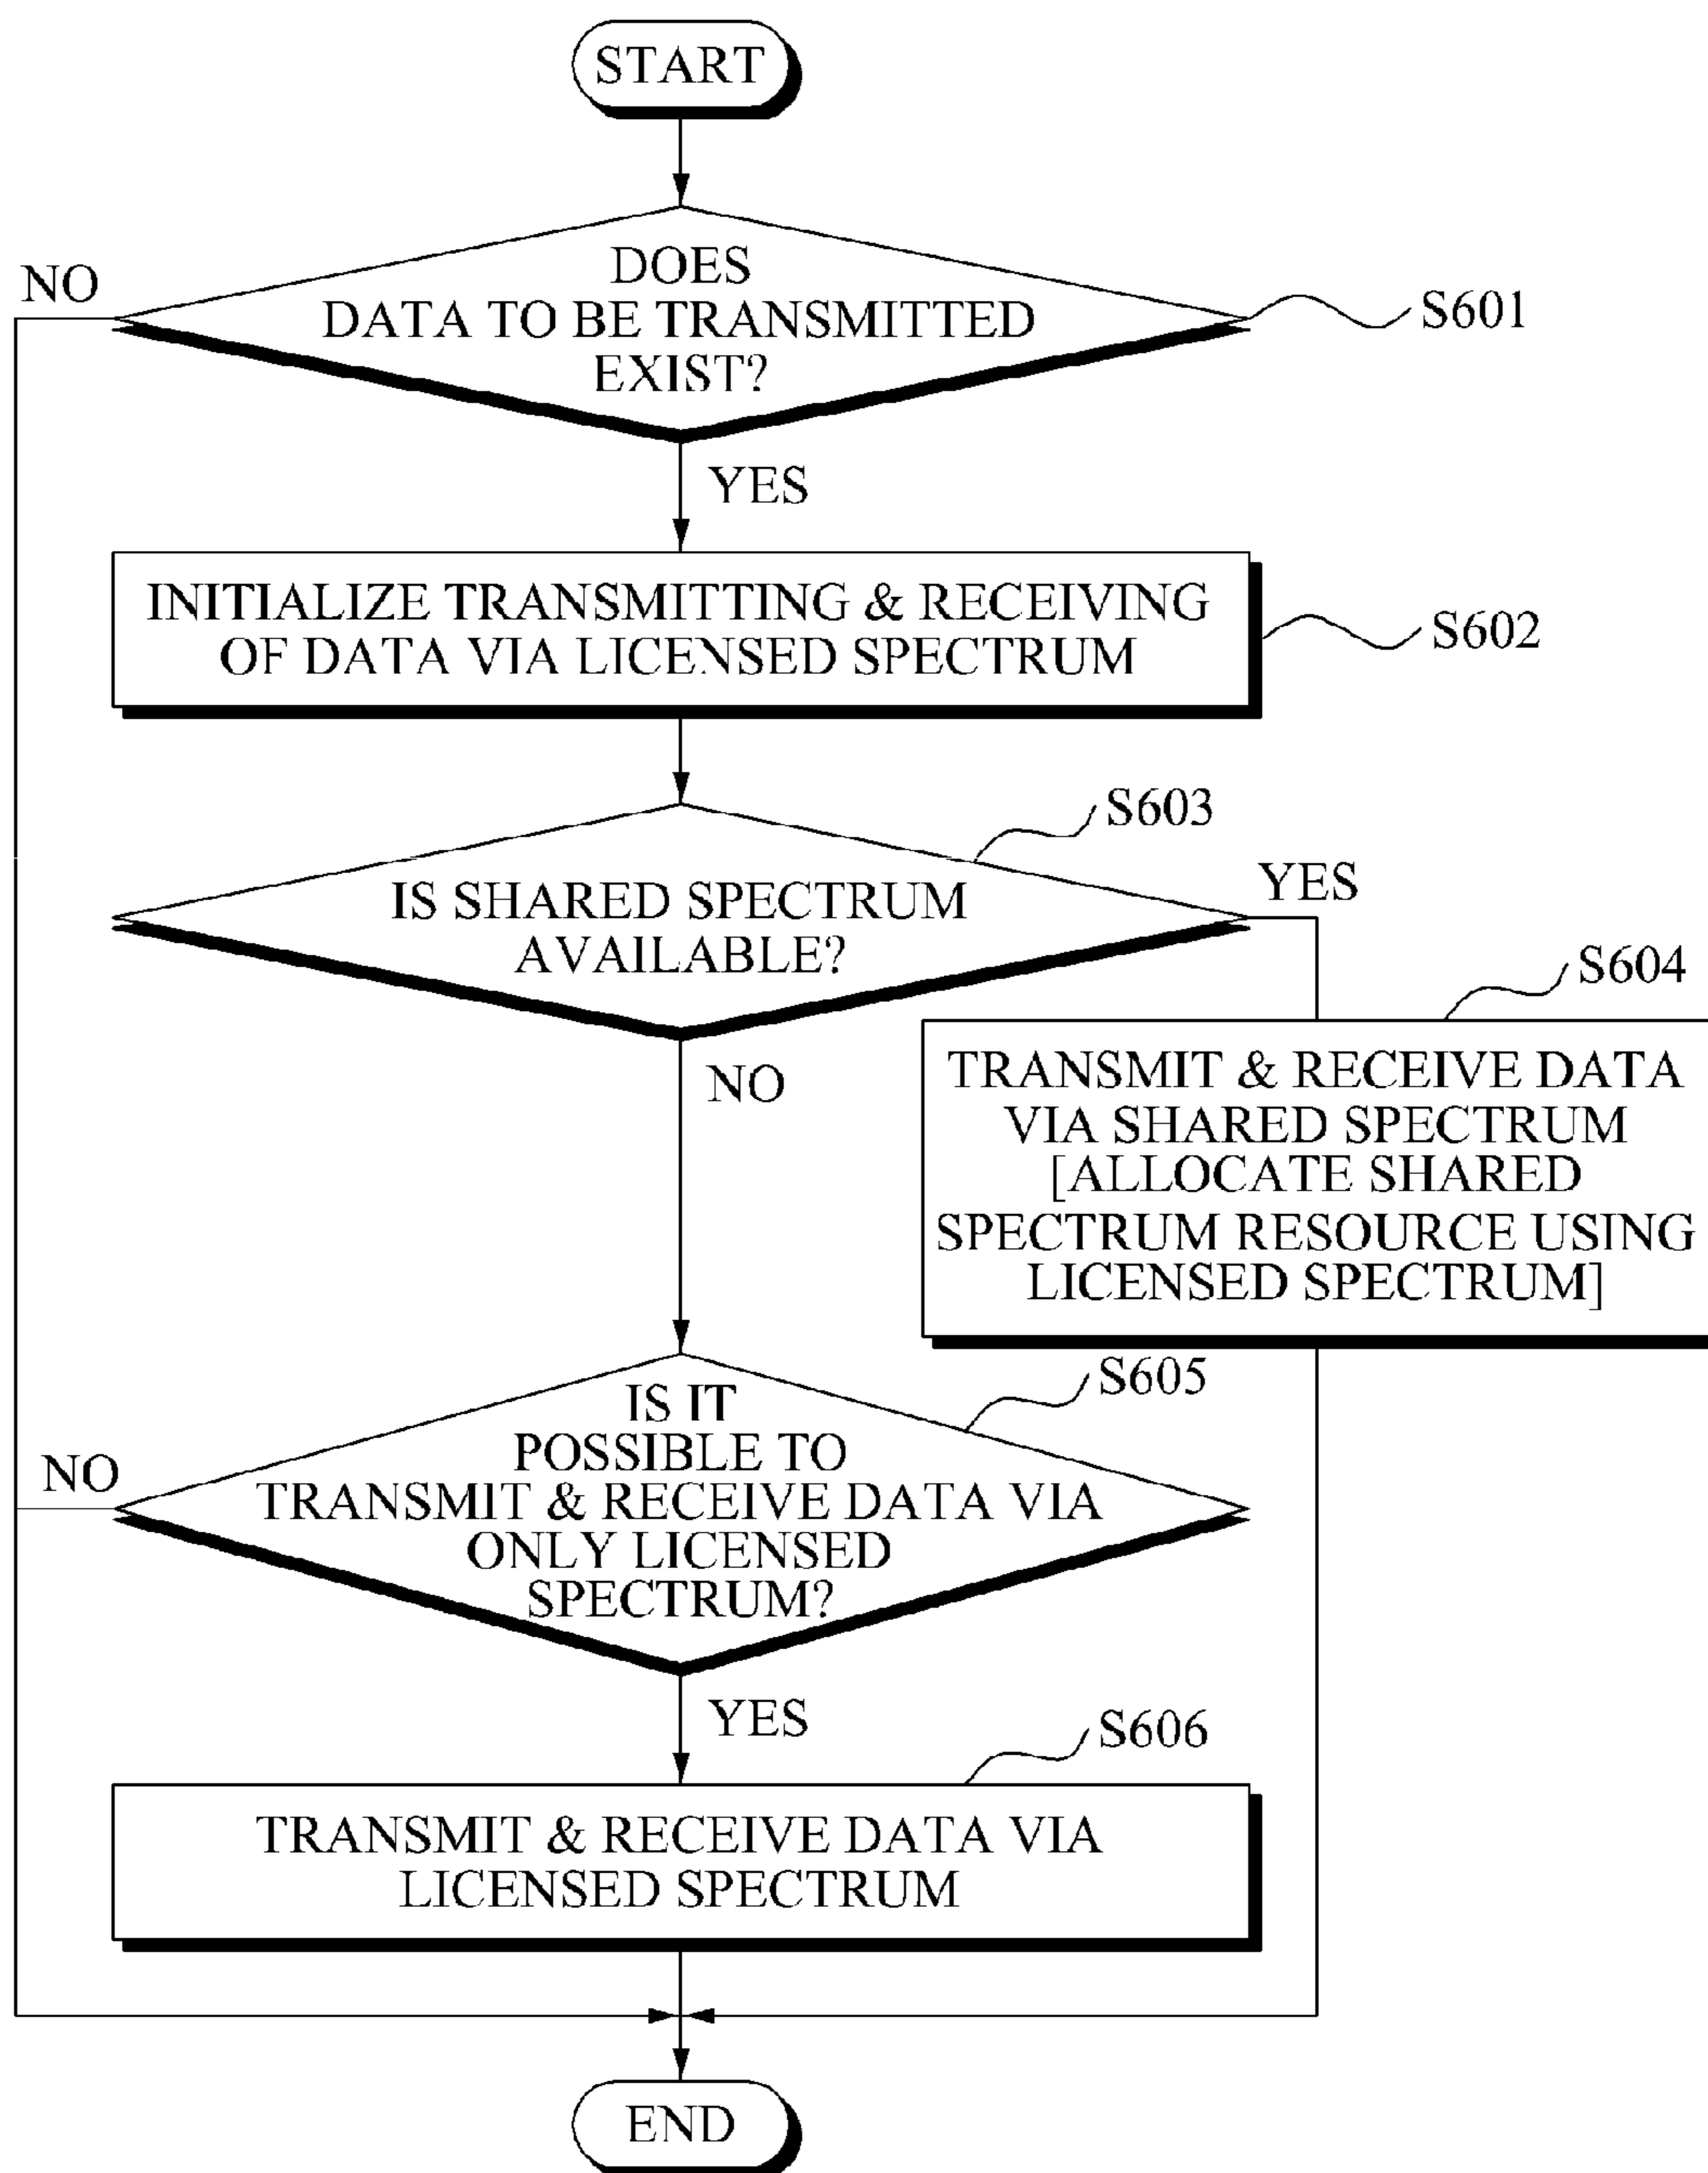 START
NO
DOES
DATA TO BE TRANSMITTED
EXIST?
S601
YES
INITIALIZE TRANSMITTING & RECEIVING
OF DATA VIA LICENSED SPECTRUM
S602
S603
IS SHARED SPECTRUM
AVAILABLE?
YES
NO
S604
TRANSMIT & RECEIVE DATA
VIA SHARED SPECTRUM
[ALLOCATE SHARED
SPECTRUM RESOURCE USING
LICENSED SPECTRUM]
S605
IS IT
POSSIBLE TO
TRANSMIT & RECEIVE DATA VIA
ONLY LICENSED
SPECTRUM?
NO
YES
S606
TRANSMIT & RECEIVE DATA VIA
LICENSED SPECTRUM
END